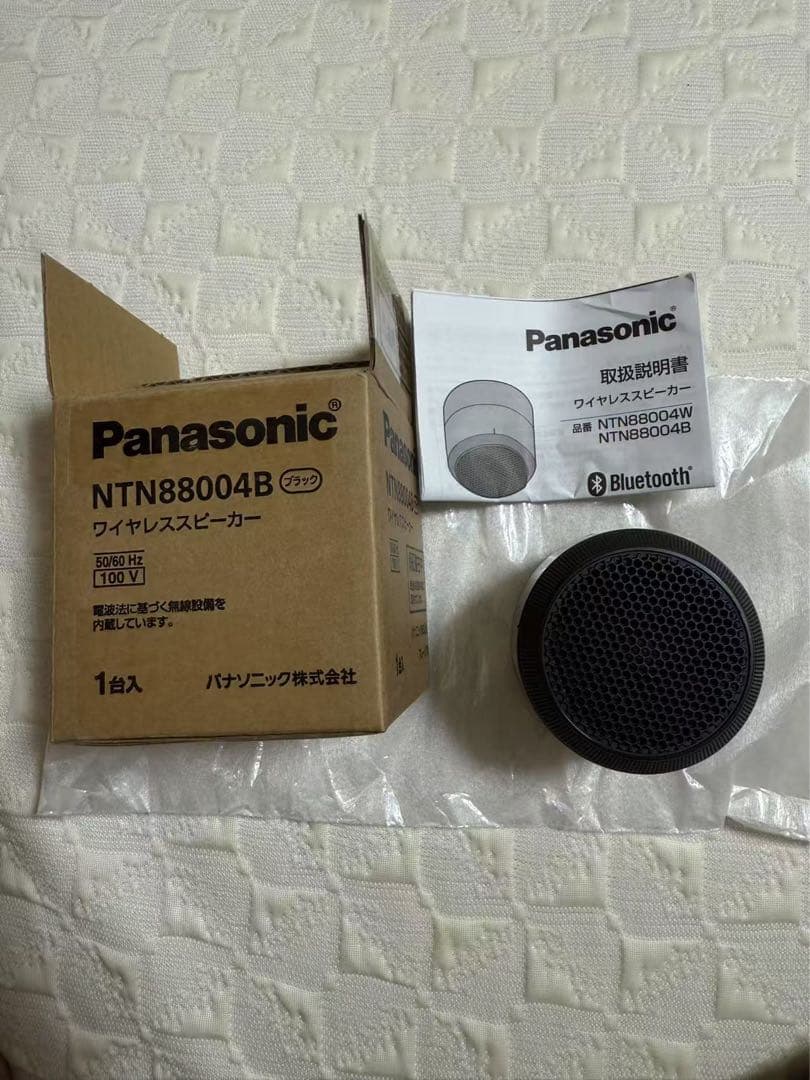 Panasonic®
NTN88004B ブラック
ワイヤレススピーカー
50/60 Hz
100 V
電波法に基づく無線設備を
内蔵しています。
1台入
パナソニック株式会社
Panasonic®
取扱説明書
ワイヤレススピーカー
品番 NTN88004W
NTN88004B
Bluetooth®